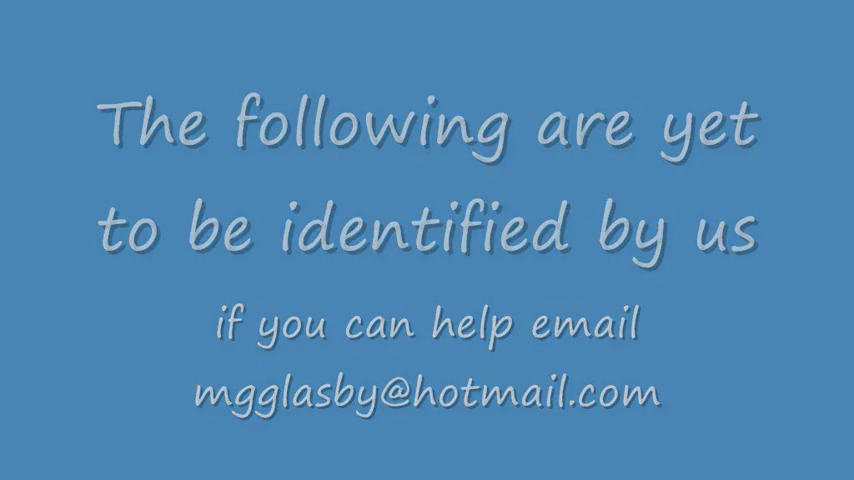 The following are yet
to be identified by us
if you can help email
mgglasby@hotmail.com